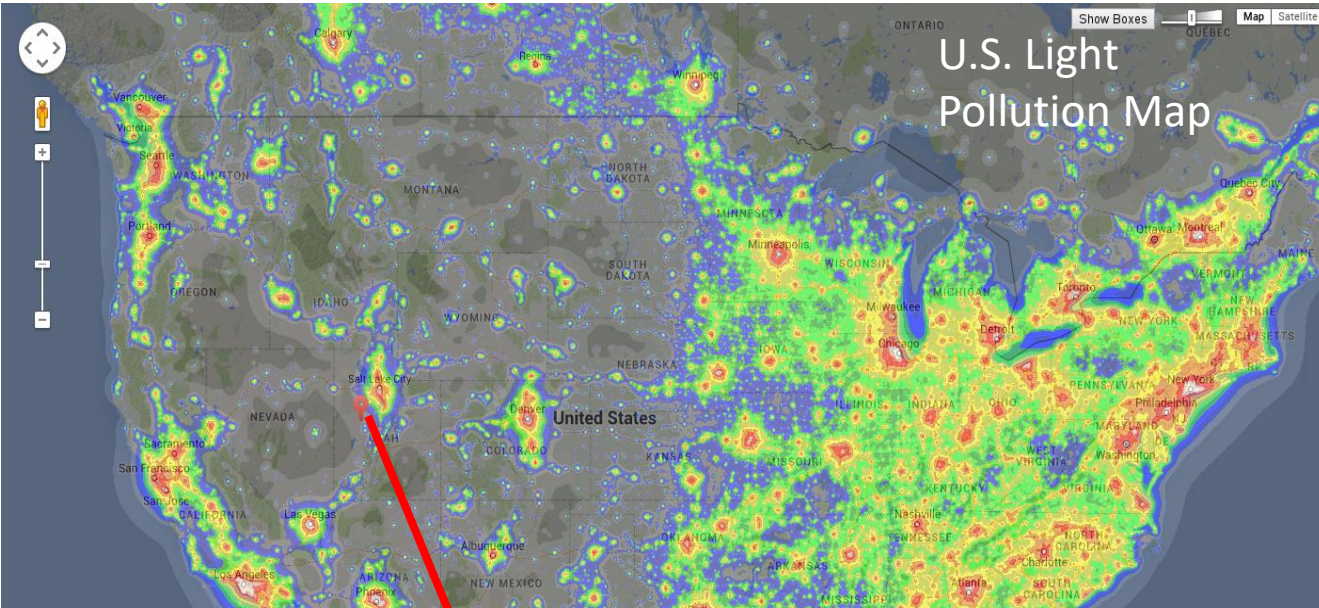 Show Boxes
Map
Satellite
U.S. Light
Pollution Map
ONTARIO
QUEBEC
Calgary
Regina
Winnipeg
Vancouver
Victoria
Seattle
WASHINGTON
MONTANA
NORTH
DAKOTA
MINNESOTA
Quebec City
Portland
Minneapolis
Ottawa
Montreal
MAINE
OREGON
IDAHO
SOUTH
DAKOTA
WISCONSIN
VERMONT
WYOMING
MICHIGAN
Toronto
NEW
HAMPSHIRE
Milwaukee
Detroit
NEW YORK
MASSACHUSETTS
Chicago
IOWA
NEBRASKA
RI
Salt Lake City
PENNSYLVANIA
New York
Denver
United States
NEVADA
ILLINOIS
INDIANA
OHIO
Philadelphia
UTAH
MARYLAND
DE
Sacramento
COLORADO
KANSAS
MISSOURI
WEST
VIRGINIA
Washington
San Francisco
San Jose
CALIFORNIA
KENTUCKY
VIRGINIA
Las Vegas
Nashville
TENNESSEE
Albuquerque
OKLAHOMA
NORTH
CAROLINA
Charlotte
Los Angeles
ARIZONA
Phoenix
NEW MEXICO
ARKANSAS
Atlanta
SOUTH
CAROLINA
MISSISSIPPI